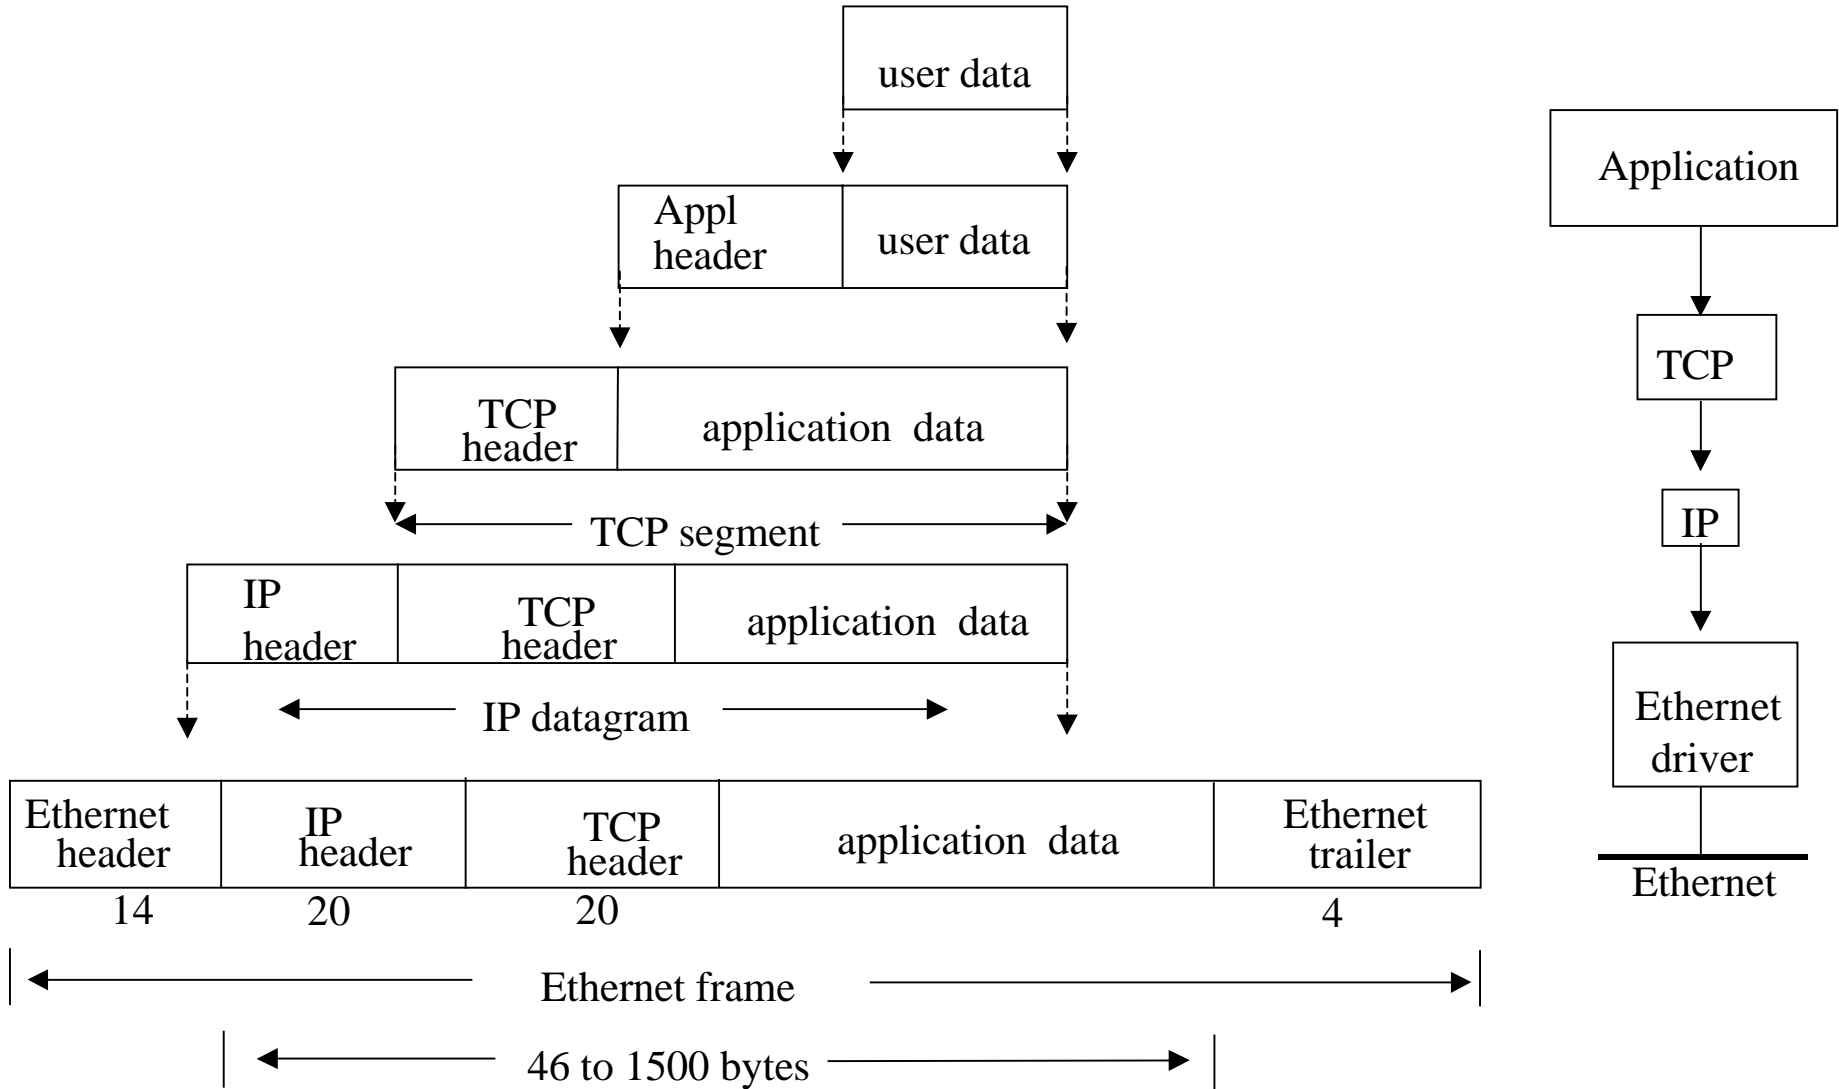 user data
Appl
header
user data
TCP
header
application data
TCP segment
IP
header
TCP
header
application data
IP datagram
Ethernet
header
IP
header
TCP
header
application data
Ethernet
trailer
14
20
20
4
Ethernet frame
46 to 1500 bytes
Application
TCP
IP
Ethernet
driver
Ethernet